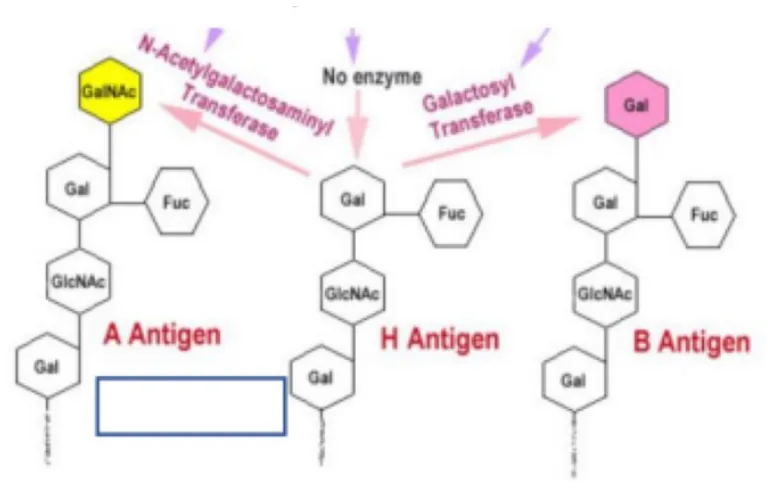 N-Acetylgalactosaminyl
Transferase
No enzyme
Galactosyl
Transferase
GalNAc
Gal
Gal
Fuc
Gal
Fuc
Gal
Fuc
GlcNAc
GlcNAc
GlcNAc
A Antigen
H Antigen
B Antigen
Gal
Gal
Gal